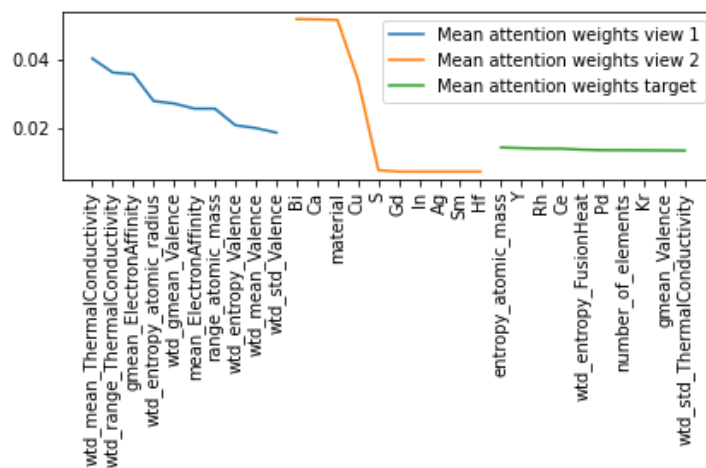 Mean attention weights view 1
Mean attention weights view 2
Mean attention weights target
0.04
0.02
wtd_mean_ThermalConductivity
wtd_range_ThermalConductivity
gmean_ElectronAffinity
wtd_entropy_atomic_radius
wtd_gmean_Valence
mean_ElectronAffinity
range_atomic_mass
wtd_entropy_Valence
wtd_mean_Valence
wtd_std_Valence
Bi
Ca
material
Cu
S
Gd
In
Ag
Sm
Hf
entropy_atomic_mass
Y
Rh
Ce
wtd_entropy_FusionHeat
Pd
number_of_elements
Kr
gmean_Valence
wtd_std_ThermalConductivity